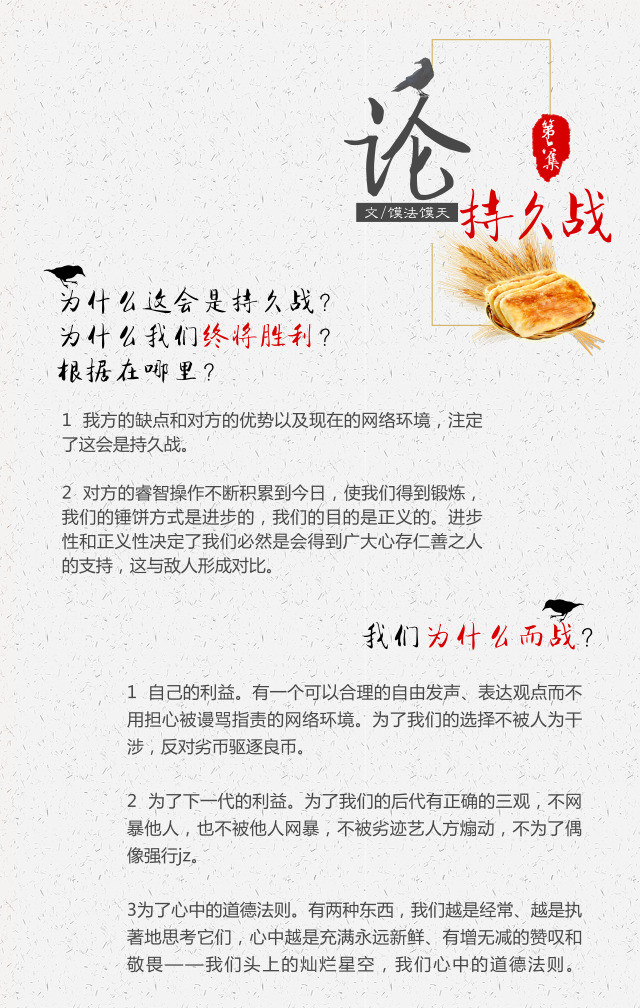 论
第集
文/馍法馍天
持久战
为什么这会是持久战？
为什么我们终将胜利？
根据在哪里？
1 我方的缺点和对方的优势以及现在的网络环境，注定
了这会是持久战。
2 对方的睿智操作不断积累到今日，使我们得到锻炼，
我们的锤饼方式是进步的，我们的目的是正义的。进步
性和正义性决定了我们必然是会得到广大心存仁善之人
的支持，这与敌人形成对比。
我们为什么而战？
1 自己的利益。有一个可以合理的自由发声、表达观点而不
用担心被谩骂指责的网络环境。为了我们的选择不被人为干
涉，反对劣币驱逐良币。
2 为了下一代的利益。为了我们的后代有正确的三观，不网
暴他人，也不被他人网暴，不被劣迹艺人方煽动，不为了偶
像强行jz。
3为了心中的道德法则。有两种东西，我们越是经常、越是执
著地思考它们，心中越是充满永远新鲜、有增无减的赞叹和
敬畏——我们头上的灿烂星空，我们心中的道德法则。